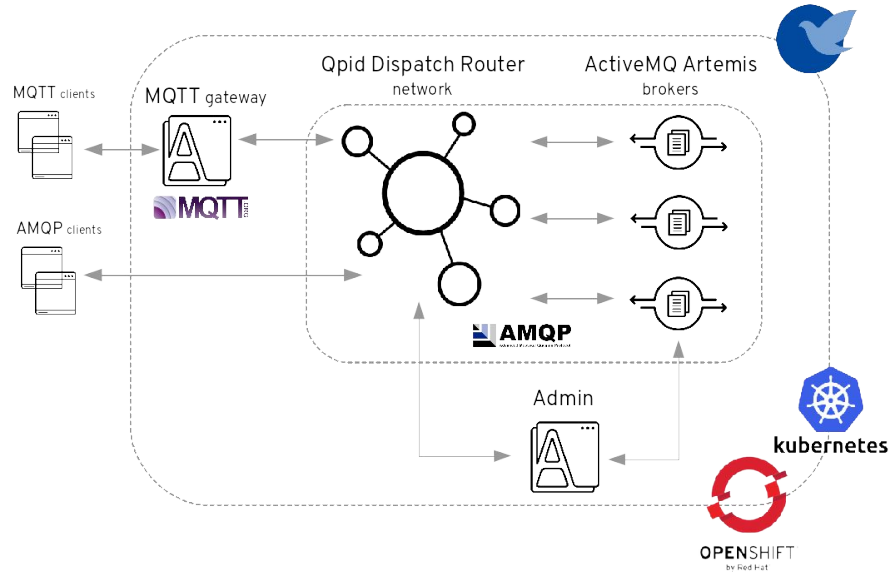 Qpid Dispatch Router
network
ActiveMQ Artemis
brokers
MQTT clients
MQTT gateway
MQTT
AMQP clients
AMQP
Admin
kubernetes
OPENSHIFT
by Red Hat